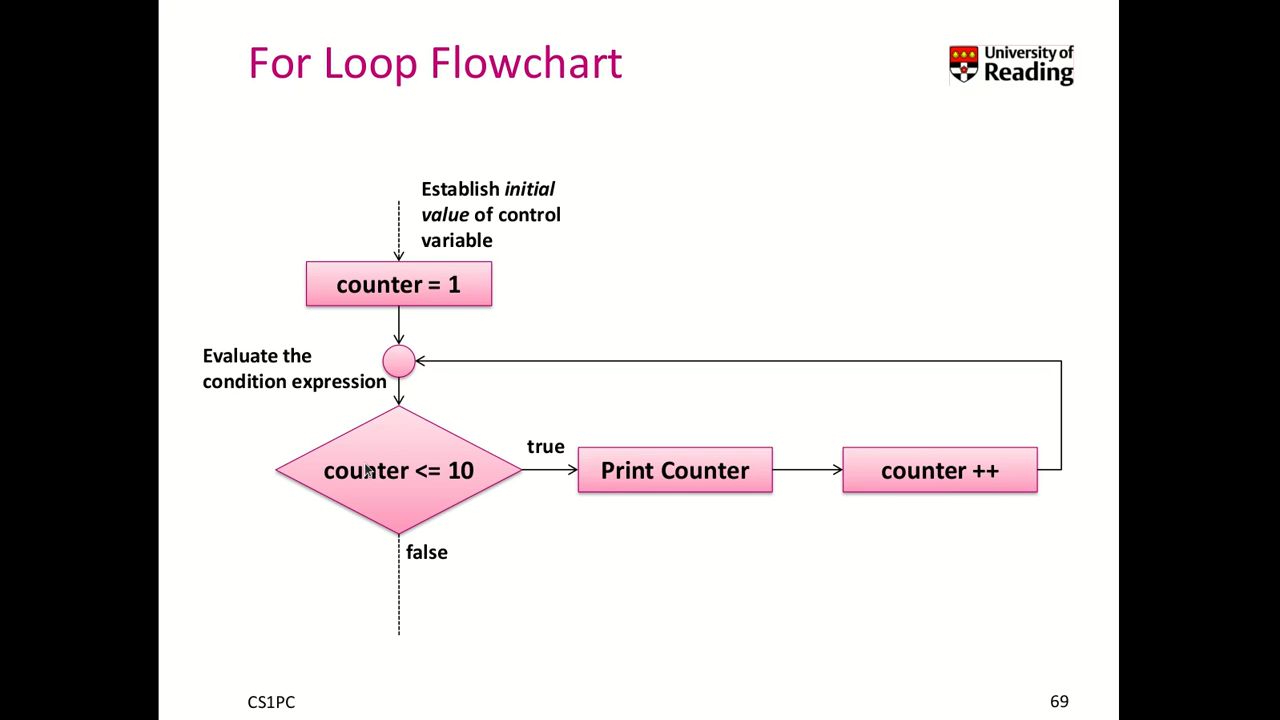 For Loop Flowchart
University of
Reading
Establish initial
value of control
variable
counter = 1
Evaluate the
condition expression
counter <= 10
true
Print Counter
counter ++
false
CS1PC
69